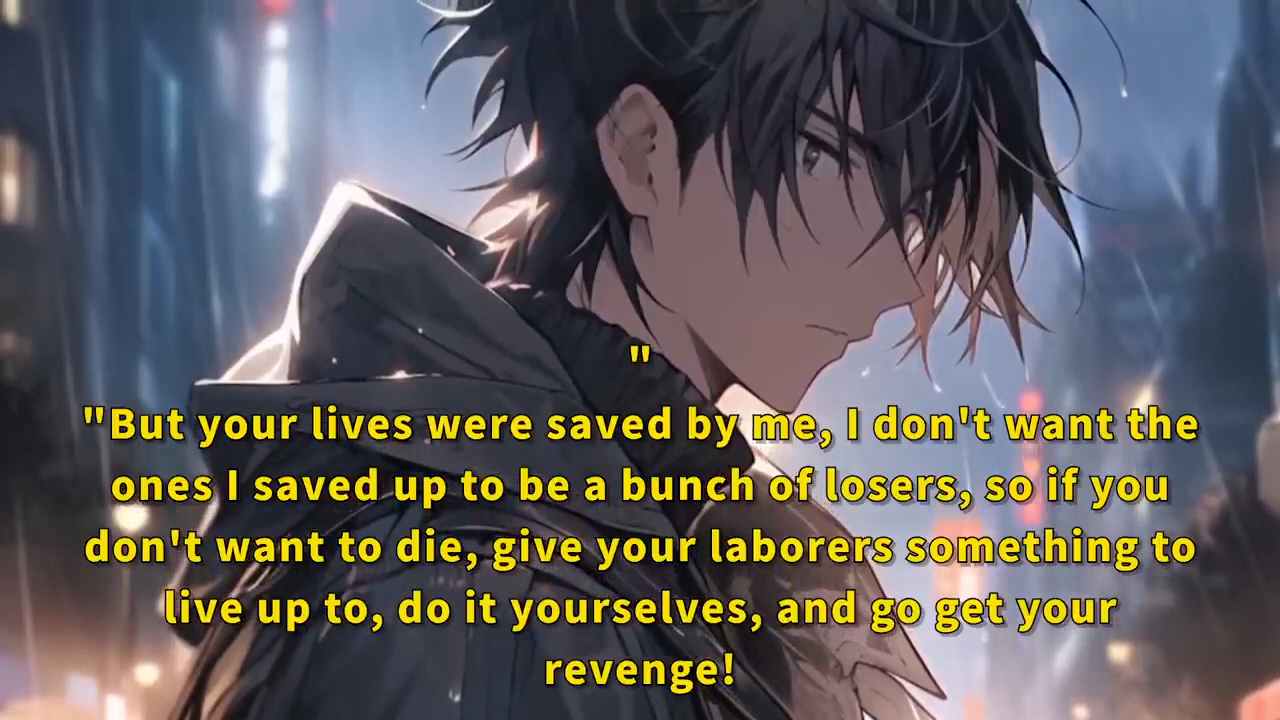 "
"But your lives were saved by me, I don't want the
ones I saved up to be a bunch of losers, so if you
don't want to die, give your laborers something to
live up to, do it yourselves, and go get your
revenge!